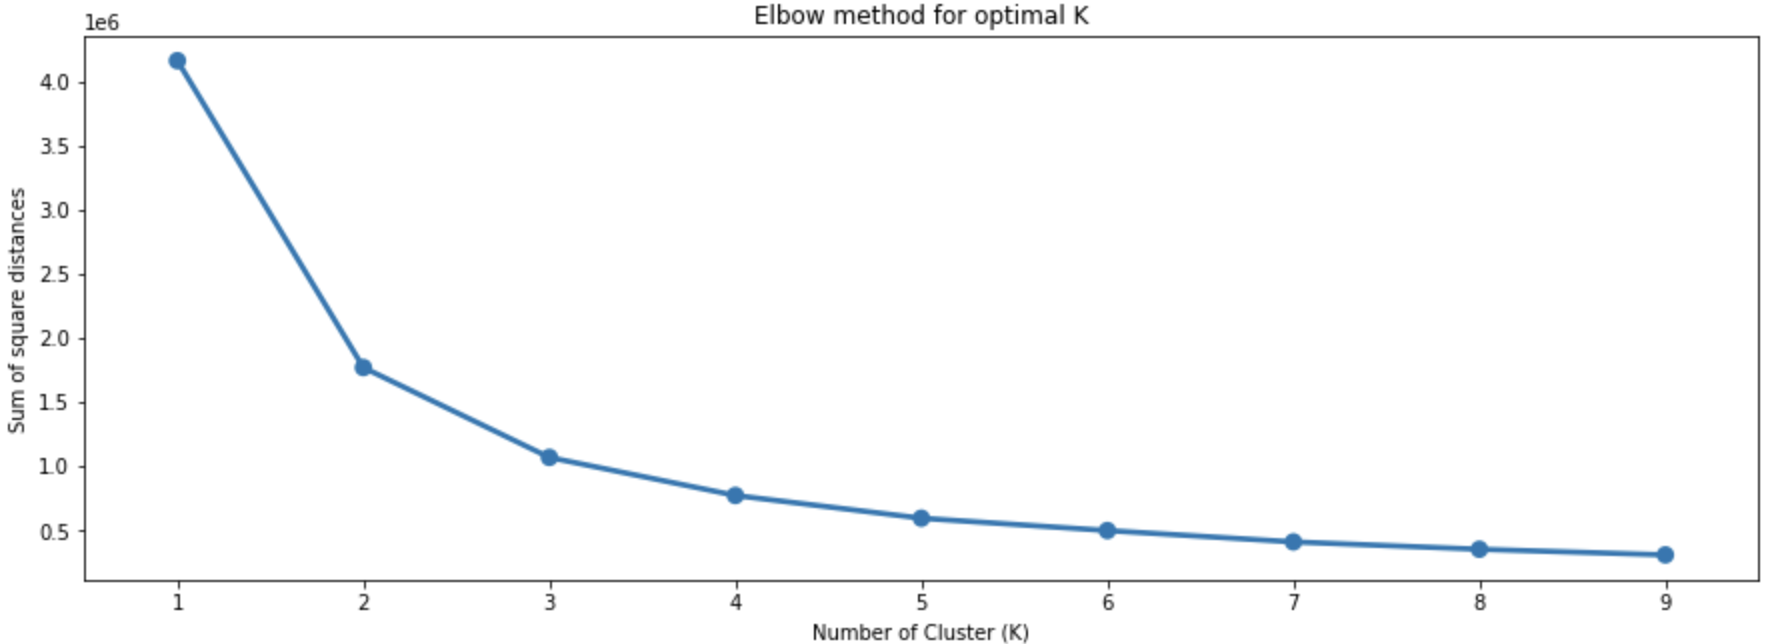 Elbow method for optimal K
1e6
4.0
3.5
3.0
2.5
2.0
1.5
1.0
0.5
Sum of square distances
1 2 3 4 5 6 7 8 9
Number of Cluster (K)